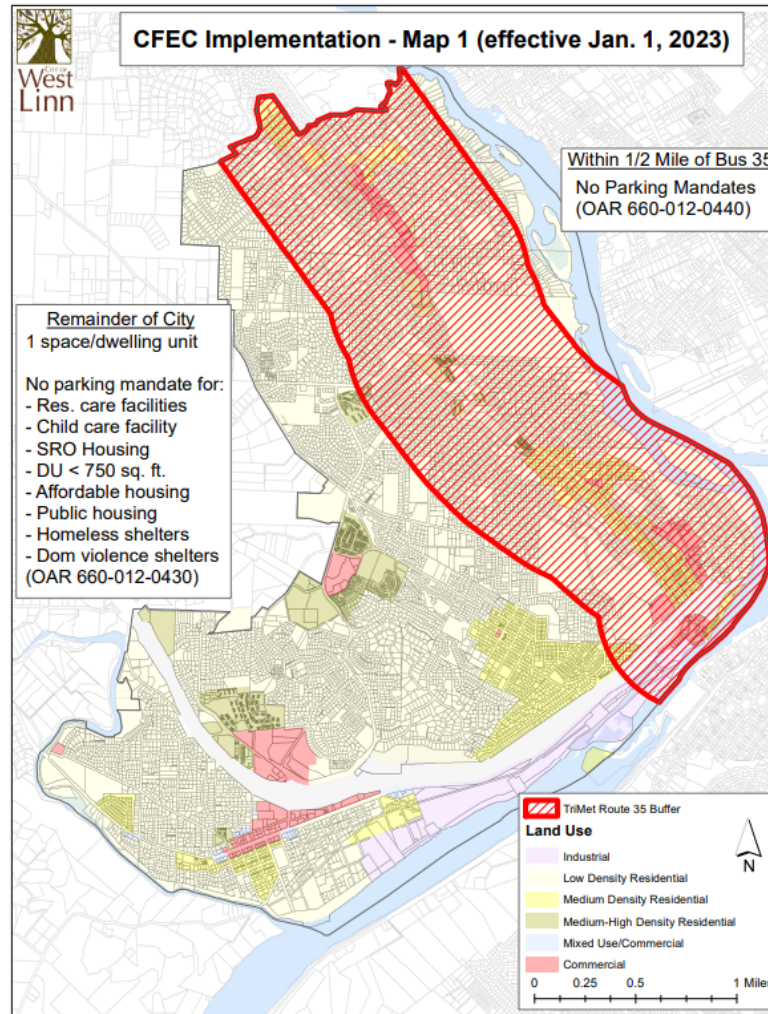 CITY OF
West
Linn
CFEC Implementation - Map 1 (effective Jan. 1, 2023)
Within 1/2 Mile of Bus 35
No Parking Mandates
(OAR 660-012-0440)
Remainder of City
1 space/dwelling unit
No parking mandate for:
- Res. care facilities
- Child care facility
- SRO Housing
- DU < 750 sq. ft.
- Affordable housing
- Public housing
- Homeless shelters
- Dom violence shelters
(OAR 660-012-0430)
TriMet Route 35 Buffer
Land Use
Industrial
Low Density Residential
Medium Density Residential
Medium-High Density Residential
Mixed Use/Commercial
Commercial
N
0 0.25 0.5 1 Miles